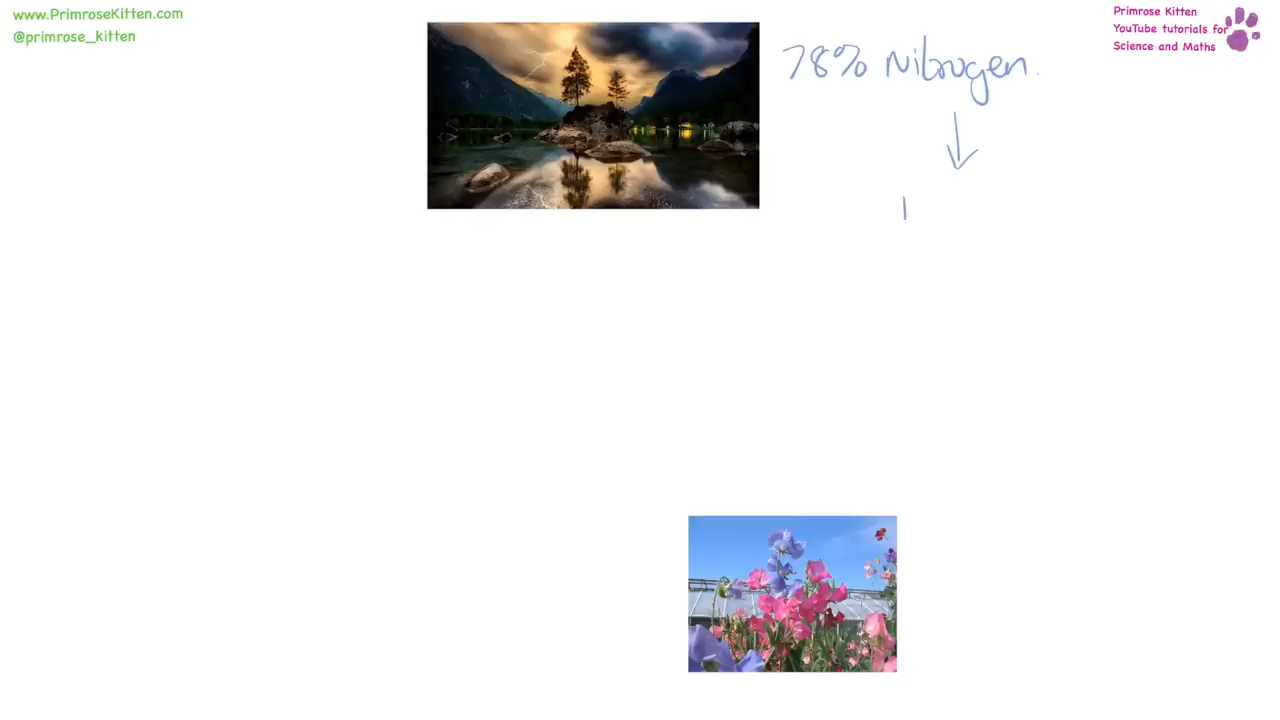 www.PrimroseKitten.com
@primrose_kitten
Primrose Kitten
YouTube tutorials for
Science and Maths
78% Nitrogen.